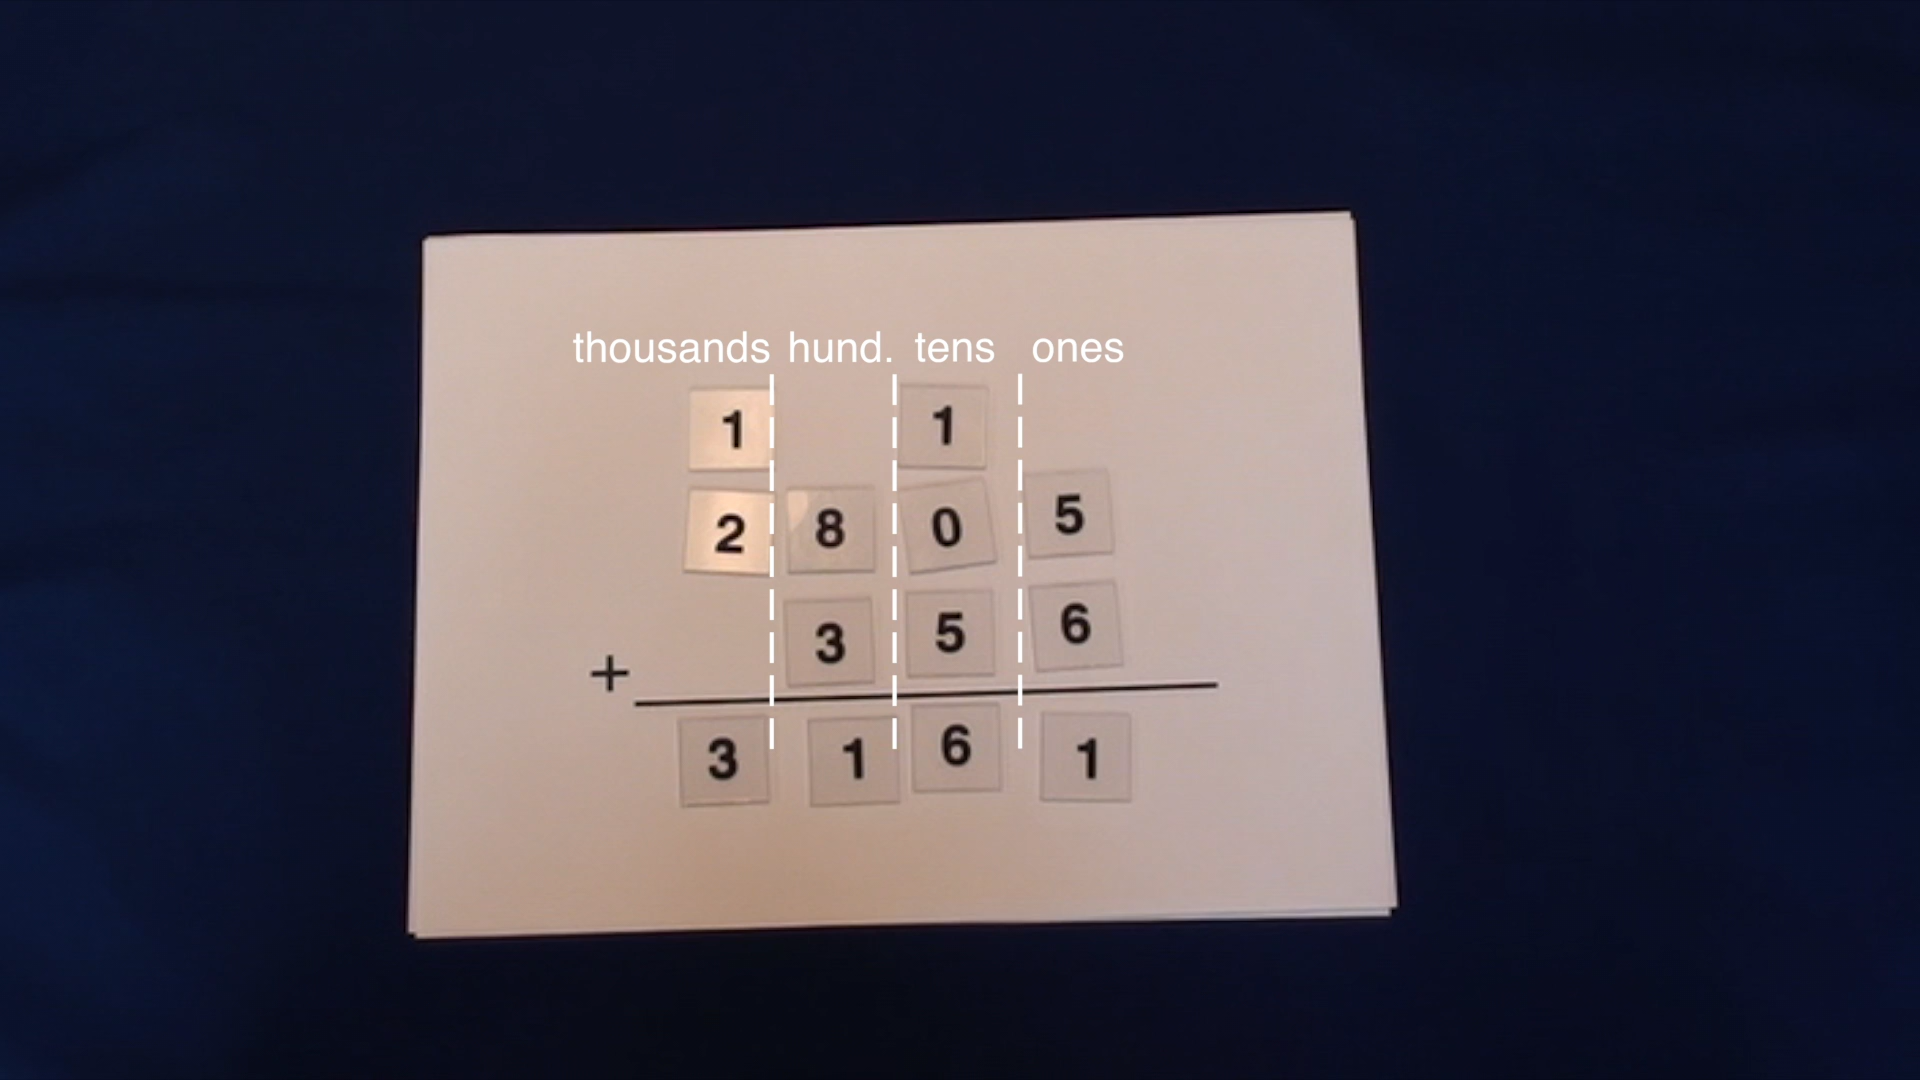 thousands hund. tens ones
1 1
2 8 0 5
+ 3 5 6
3 1 6 1